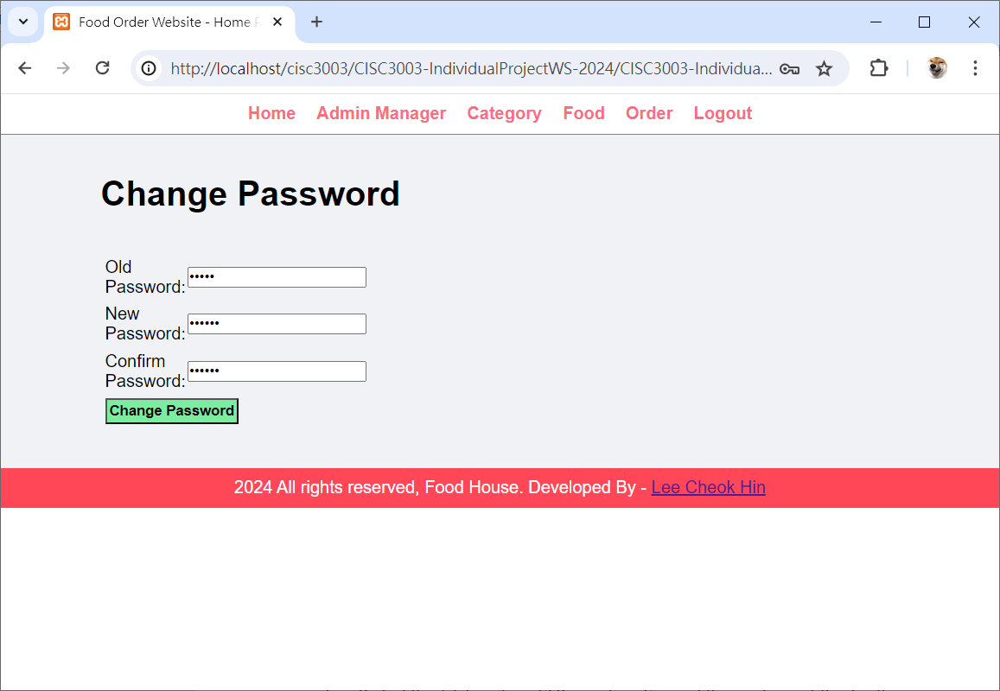 Food Order Website - Home
http://localhost/cisc3003/CISC3003-IndividualProjectWS-2024/CISC3003-Individua...
Home Admin Manager Category Food Order Logout
Change Password
Old
Password: •••••
New
Password: ••••••
Confirm
Password: ••••••
Change Password
2024 All rights reserved, Food House. Developed By - Lee Cheok Hin